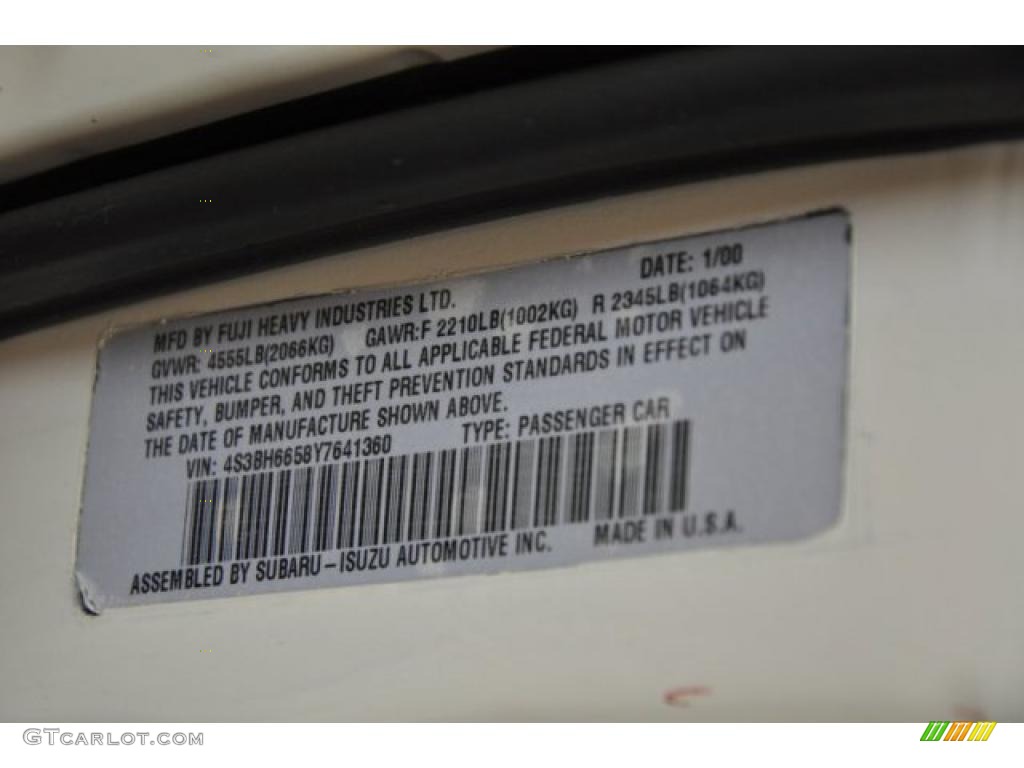 DATE: 1/00
MFD BY FUJI HEAVY INDUSTRIES LTD.
GVWR: 4555LB(2066KG) GAWR:F 2210LB(1002KG) R 2345LB(1064KG)
THIS VEHICLE CONFORMS TO ALL APPLICABLE FEDERAL MOTOR VEHICLE
SAFETY, BUMPER, AND THEFT PREVENTION STANDARDS IN EFFECT ON
THE DATE OF MANUFACTURE SHOWN ABOVE.
VIN: 4S3BH6658Y7641360 TYPE: PASSENGER CAR
ASSEMBLED BY SUBARU-ISUZU AUTOMOTIVE INC. MADE IN U.S.A.
GTCARLOT.COM